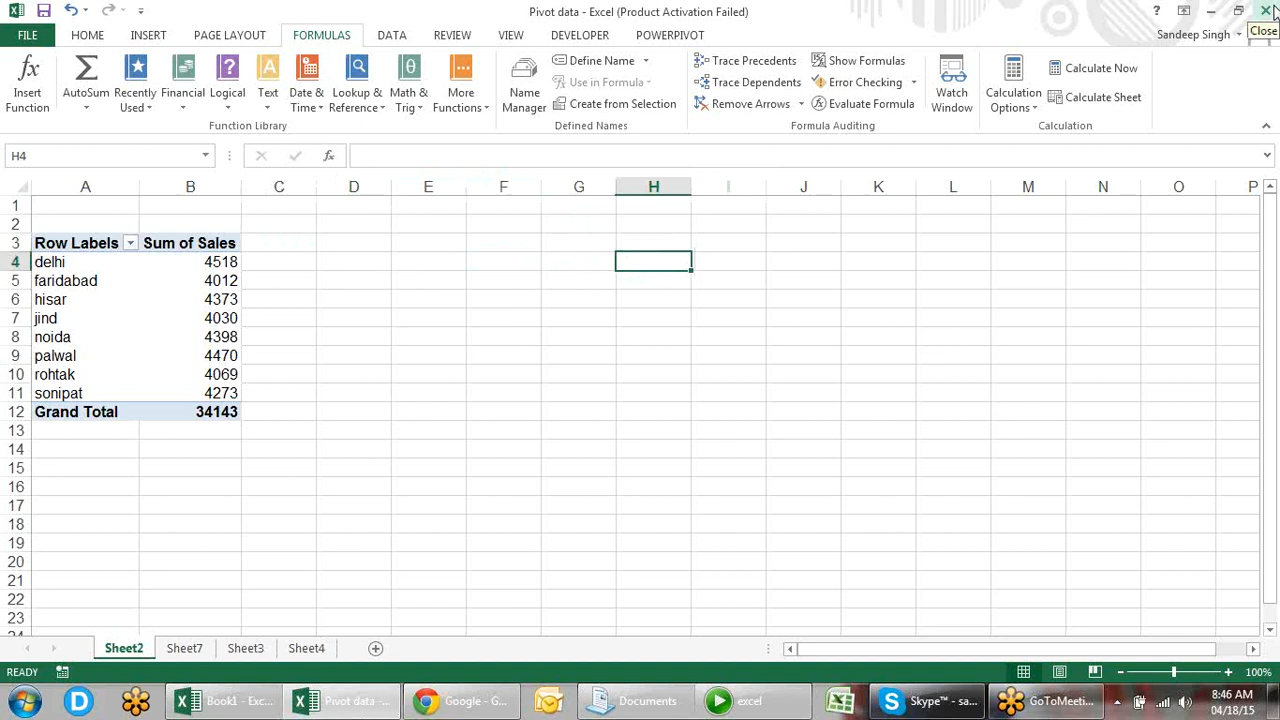 Pivot data - Excel (Product Activation Failed)
?
Close
FILE HOME INSERT PAGE LAYOUT FORMULAS DATA REVIEW VIEW DEVELOPER POWERPIVOT
Sandeep Singh
Insert Function
AutoSum
Recently Used
Financial
Logical
Text
Date & Time
Lookup & Reference
Math & Trig
More Functions
Function Library
Name Manager
Define Name
Use in Formula
Create from Selection
Defined Names
Trace Precedents
Trace Dependents
Remove Arrows
Show Formulas
Error Checking
Evaluate Formula
Formula Auditing
Watch Window
Calculation Options
Calculate Now
Calculate Sheet
Calculation
H4
fx
A B C D E F G H I J K L M N O P
1
2
3 Row Labels Sum of Sales
4 delhi 4518
5 faridabad 4012
6 hisar 4373
7 jind 4030
8 noida 4398
9 palwal 4470
10 rohtak 4069
11 sonipat 4273
12 Grand Total 34143
13
14
15
16
17
18
19
20
21
22
23
24
Sheet2 Sheet7 Sheet3 Sheet4
READY
100%
Book1 - Exc...
Pivot data -...
Google - G...
Documents
excel
Skype™ - sa...
GoToMeeti...
8:46 AM
04/18/15